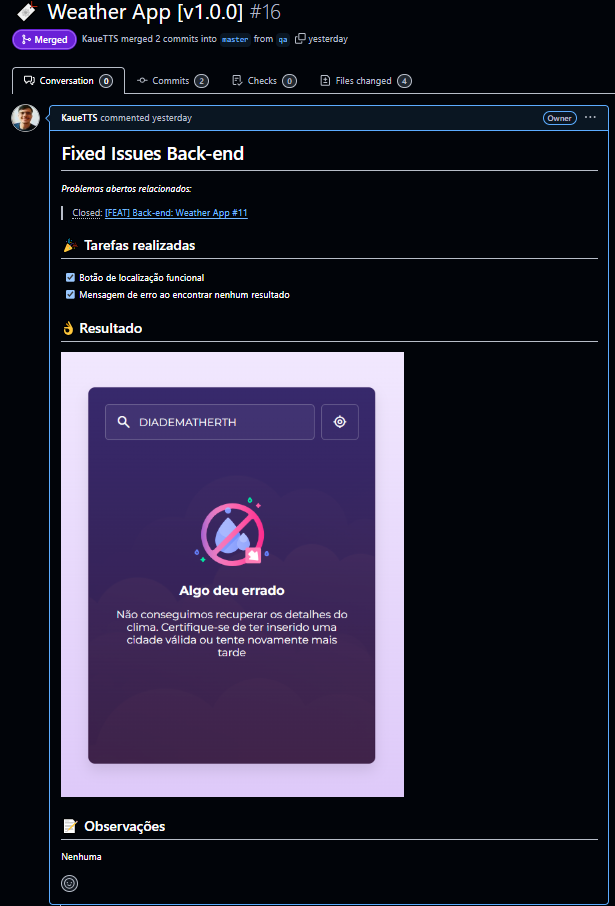 Weather App [v1.0.0] #16
Merged KaueTTS merged 2 commits into master from qa yesterday
Conversation 0 Commits 2 Checks 0 Files changed 4
KaueTTS commented yesterday Owner ...
Fixed Issues Back-end
Problemas abertos relacionados:
Closed: [FEAT] Back-end: Weather App #11
Tarefas realizadas
Botão de localização funcional
Mensagem de erro ao encontrar nenhum resultado
Resultado
DIADEMATHERTH
Algo deu errado
Não conseguimos recuperar os detalhes do
clima. Certifique-se de ter inserido uma
cidade válida ou tente novamente mais
tarde
Observações
Nenhuma